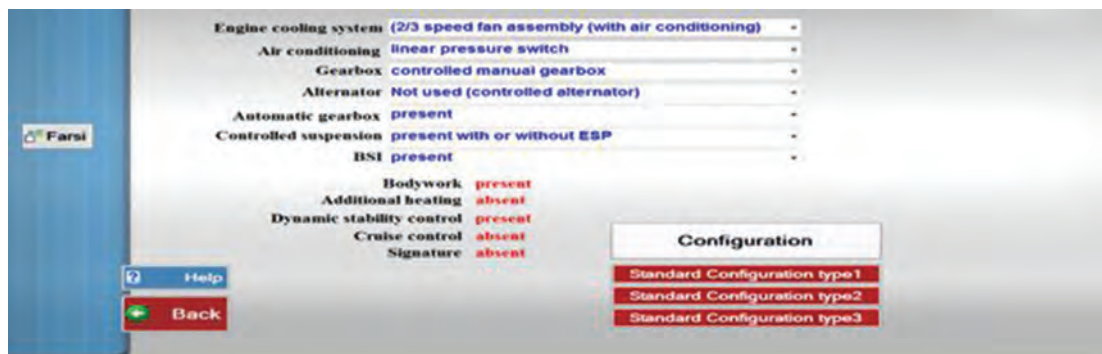 Engine cooling system (2/3 speed fan assembly (with air conditioning)
Air conditioning linear pressure switch
Gearbox controlled manual gearbox
Alternator Not used (controlled alternator)
Automatic gearbox present
Farsi
Controlled suspension present with or without ESP
BSI present
Bodywork present
Additional heating absent
Dynamic stability control present
Cruise control absent
Signature absent
Configuration
Help
Standard Configuration type1
Standard Configuration type2
Back
Standard Configuration type3